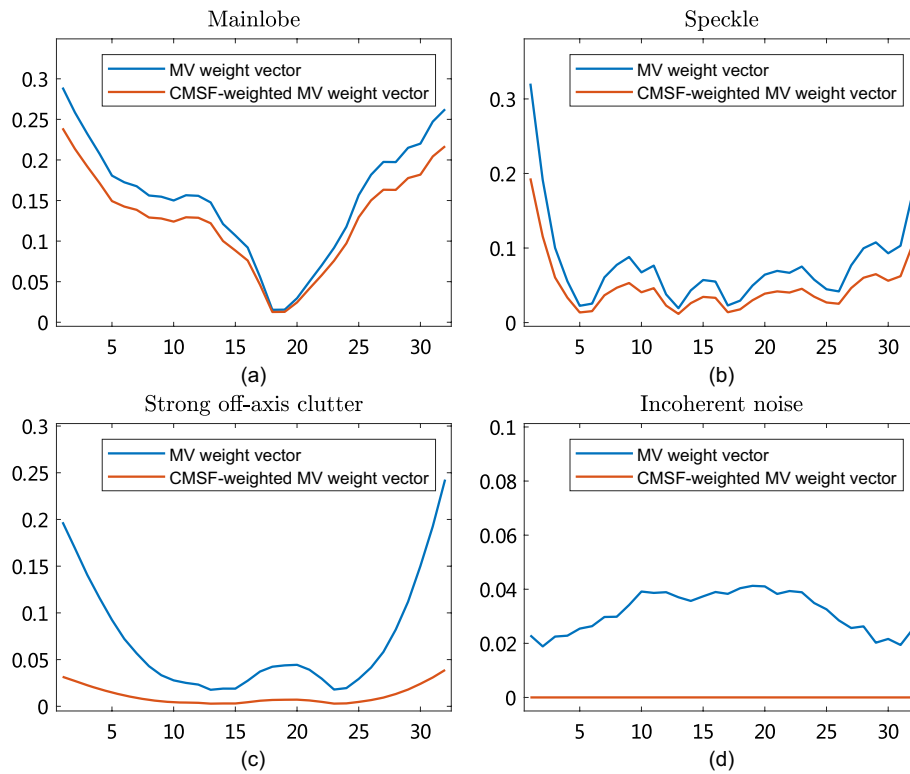 Mainlobe
MV weight vector
CMSF-weighted MV weight vector
0.3
0.25
0.2
0.15
0.1
0.05
0
5 10 15 20 25 30
(a)
Speckle
MV weight vector
CMSF-weighted MV weight vector
0.3
0.2
0.1
0
5 10 15 20 25 30
(b)
Strong off-axis clutter
MV weight vector
CMSF-weighted MV weight vector
0.3
0.25
0.2
0.15
0.1
0.05
0
5 10 15 20 25 30
(c)
Incoherent noise
MV weight vector
CMSF-weighted MV weight vector
0.1
0.08
0.06
0.04
0.02
0
5 10 15 20 25 30
(d)